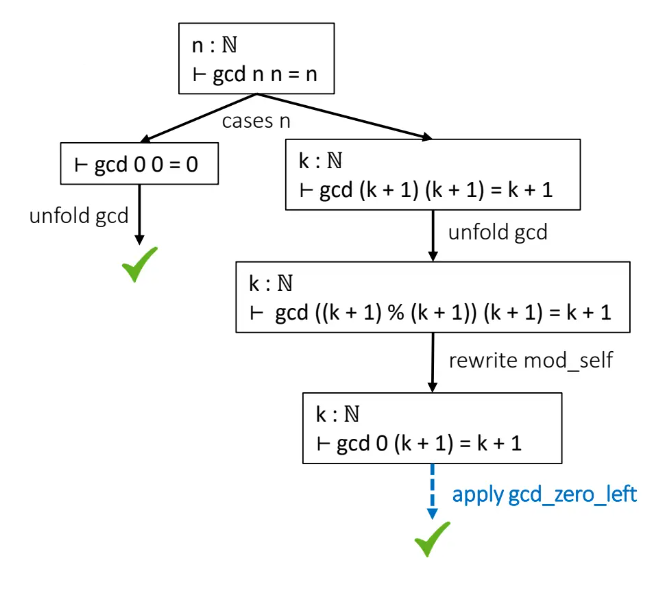 n : ℕ
⊢ gcd n n = n
cases n
⊢ gcd 0 0 = 0
k : ℕ
⊢ gcd (k + 1) (k + 1) = k + 1
unfold gcd
unfold gcd
k : ℕ
⊢ gcd ((k + 1) % (k + 1)) (k + 1) = k + 1
rewrite mod_self
k : ℕ
⊢ gcd 0 (k + 1) = k + 1
apply gcd_zero_left